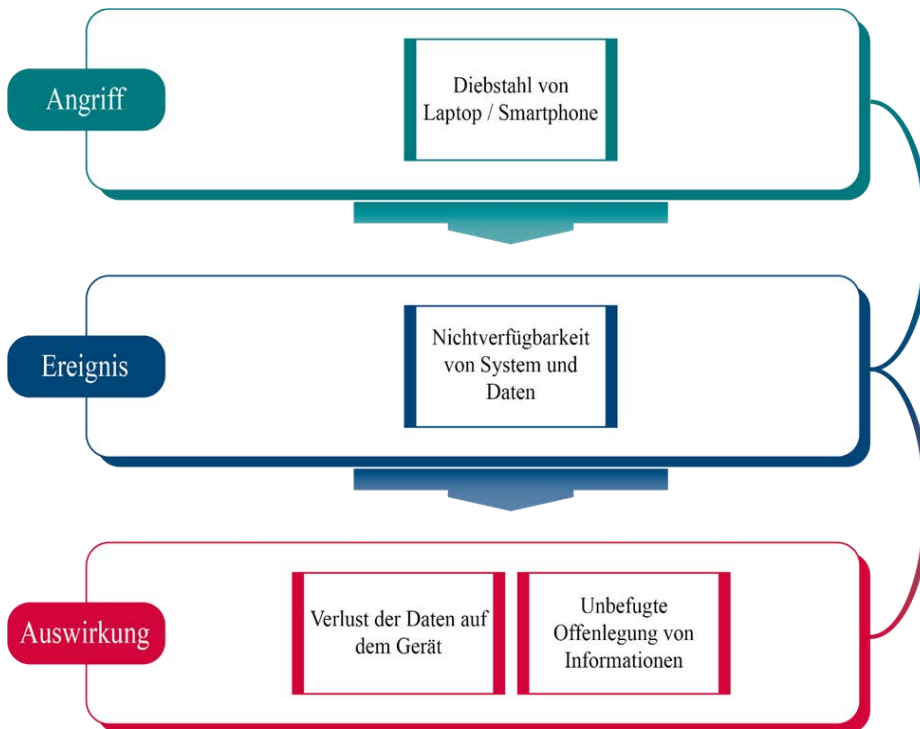 Angriff
Diebstahl von
Laptop / Smartphone
Ereignis
Nichtverfügbarkeit
von System und
Daten
Auswirkung
Verlust der Daten auf
dem Gerät
Unbefugte
Offenlegung von
Informationen